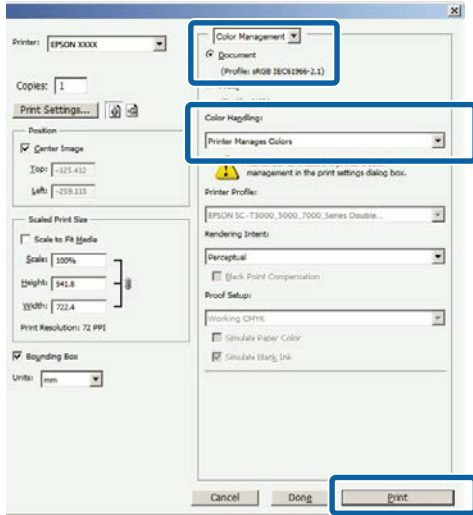 Printer: EPSON XXXX
Copies: 1
Print Settings...
Position
Center Image
Top: -125.412
Left: -259.115
Scaled Print Size
Scale to Fit Media
Scale: 100%
Height: 541.8
Width: 722.4
Print Resolution: 72 PPI
Bounding Box
Units: mm
Color Management
Document
(Profile: sRGB IEC61966-2.1)
Color Handling:
Printer Manages Colors
management in the print settings dialog box.
Printer Profile:
EPSON SC-T3000_5000_7000_Series Double...
Rendering Intent:
Perceptual
Black Point Compensation
Proof Setup:
Working CMYK
Simulate Paper Color
Simulate Black Ink
Cancel
Done
Print